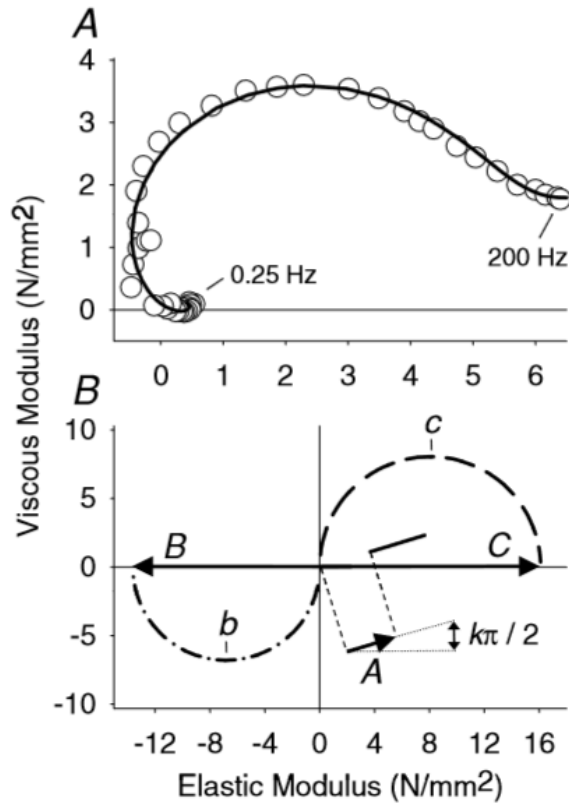 A
Viscous Modulus (N/mm2)
4
3
2
1
0
0.25 Hz
200 Hz
0 1 2 3 4 5 6
B
10
5
0
-5
-10
c
B
C
b
A
kπ / 2
-12 -8 -4 0 4 8 12 16
Elastic Modulus (N/mm2)